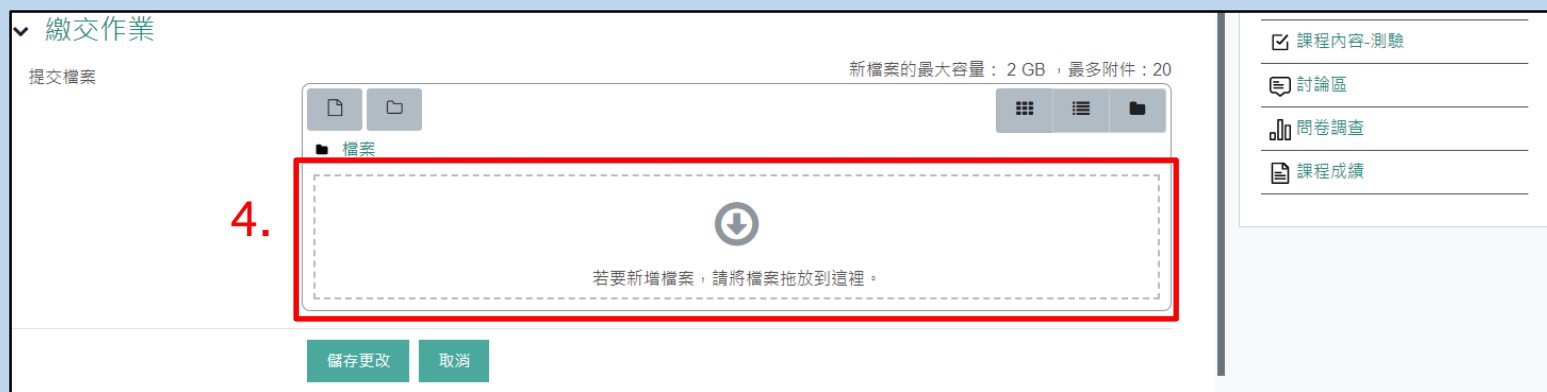 繳交作業
提交檔案
新檔案的最大容量： 2 GB ，最多附件：20
檔案
4.
若要新增檔案，請將檔案拖放到這裡。
儲存更改
取消
課程內容-測驗
討論區
問卷調查
課程成績